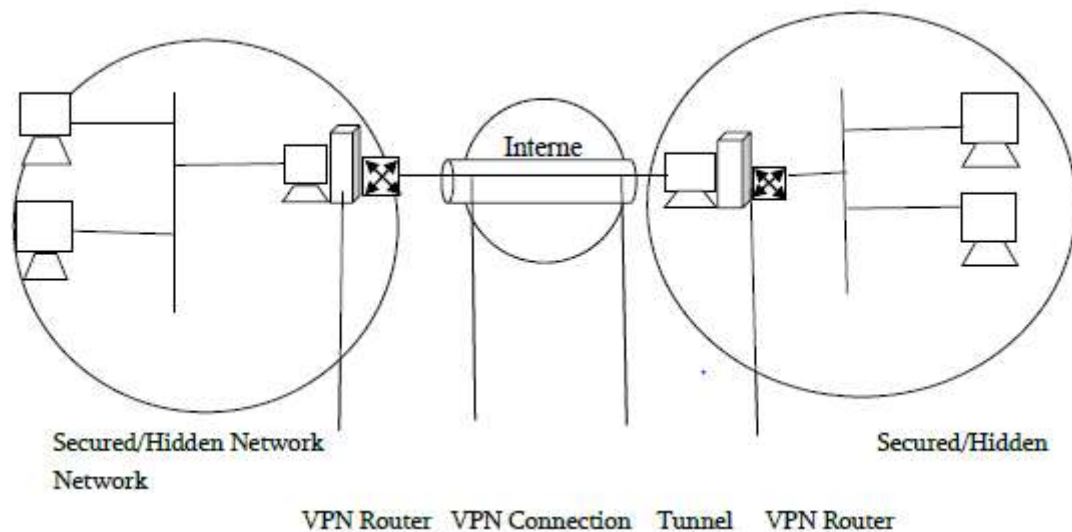 Interne
Secured/Hidden Network Secured/Hidden
Network
VPN Router VPN Connection Tunnel VPN Router